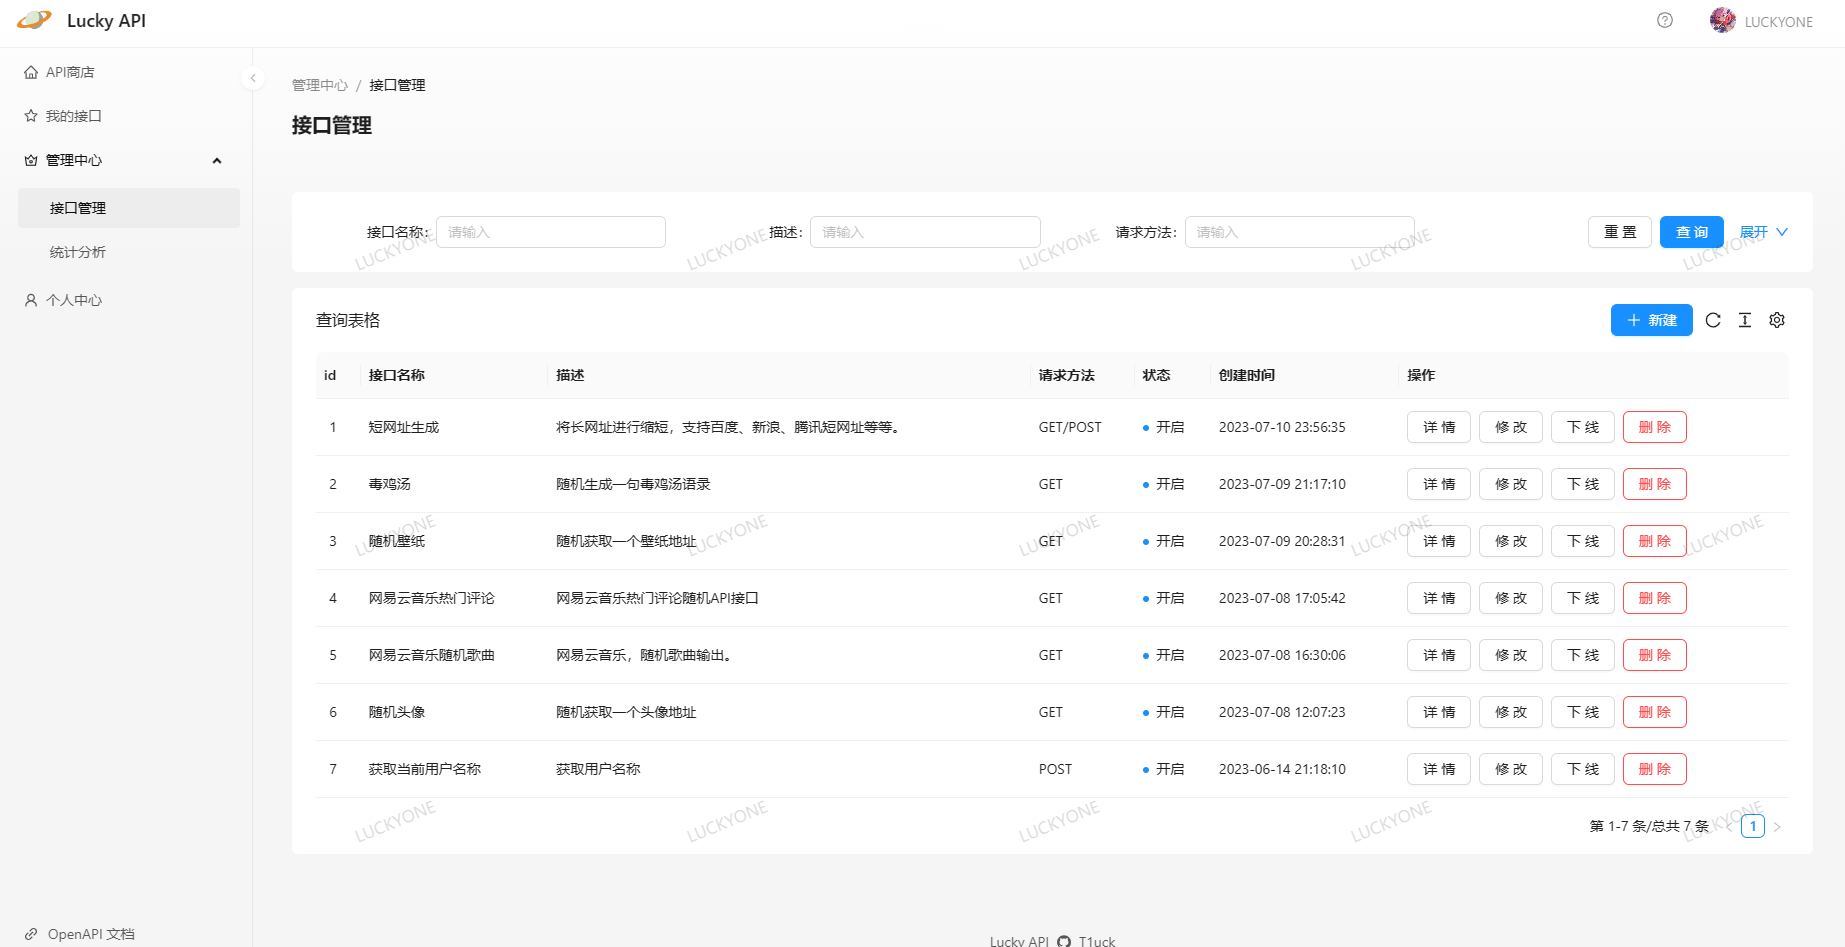 Lucky API
LUCKYONE
API商店
我的接口
管理中心
接口管理
统计分析
个人中心
OpenAPI 文档
管理中心 / 接口管理
接口管理
接口名称: 请输入 描述: 请输入 请求方法: 请输入 重 置 查 询 展开
LUCKYONE LUCKYONE LUCKYONE LUCKYONE LUCKYONE
查询表格 新建
id 接口名称 描述 请求方法 状态 创建时间 操作
1 短网址生成 将长网址进行缩短，支持百度、新浪、腾讯短网址等等。 GET/POST 开启 2023-07-10 23:56:35 详 情 修 改 下 线 删 除
2 毒鸡汤 随机生成一句毒鸡汤语录 GET 开启 2023-07-09 21:17:10 详 情 修 改 下 线 删 除
LUCKYONE LUCKYONE LUCKYONE LUCKYONE LUCKYONE
3 随机壁纸 随机获取一个壁纸地址 GET 开启 2023-07-09 20:28:31 详 情 修 改 下 线 删 除
4 网易云音乐热门评论 网易云音乐热门评论随机API接口 GET 开启 2023-07-08 17:05:42 详 情 修 改 下 线 删 除
5 网易云音乐随机歌曲 网易云音乐，随机歌曲输出。 GET 开启 2023-07-08 16:30:06 详 情 修 改 下 线 删 除
6 随机头像 随机获取一个头像地址 GET 开启 2023-07-08 12:07:23 详 情 修 改 下 线 删 除
7 获取当前用户名称 获取用户名称 POST 开启 2023-06-14 21:18:10 详 情 修 改 下 线 删 除
LUCKYONE LUCKYONE LUCKYONE LUCKYONE LUCKYONE
第 1-7 条/总共 7 条 < 1 >
Lucky API T1uck